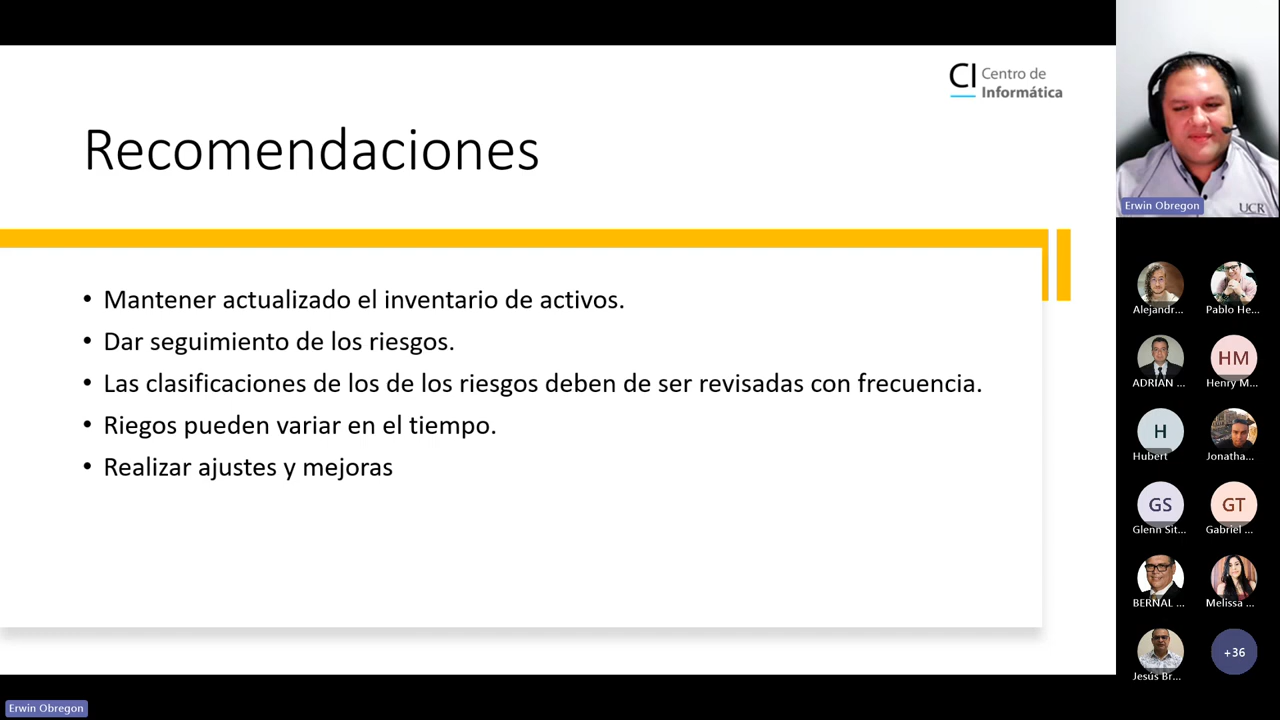 CI Centro de
Informática
Recomendaciones
• Mantener actualizado el inventario de activos.
• Dar seguimiento de los riesgos.
• Las clasificaciones de los de los riesgos deben de ser revisadas con frecuencia.
• Riegos pueden variar en el tiempo.
• Realizar ajustes y mejoras
UCR
Erwin Obregon
Alejandr...
Pablo He...
ADRÍAN ...
HM
Henry M...
H
Hubert
Jonatha...
GS
Glenn Sit...
GT
Gabriel ...
BERNAL ...
Melissa ...
Jesús Br...
+36
Erwin Obregon